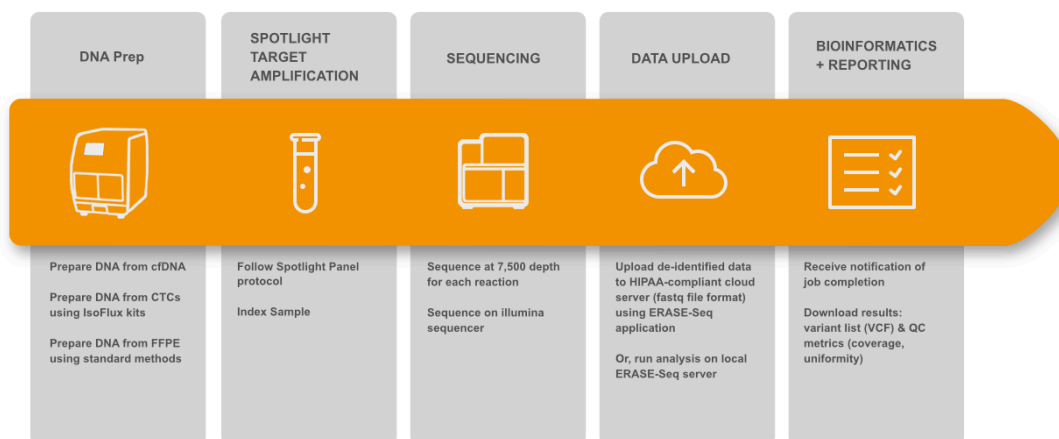 DNA Prep
Prepare DNA from cfDNA
Prepare DNA from CTCs
using IsoFlux kits
Prepare DNA from FFPE
using standard methods
SPOTLIGHT
TARGET
AMPLIFICATION
Follow Spotlight Panel
protocol
Index Sample
SEQUENCING
Sequence at 7,500 depth
for each reaction
Sequence on illumina
sequencer
DATA UPLOAD
Upload de-identified data
to HIPAA-compliant cloud
server (fastq file format)
using ERASE-Seq
application
Or, run analysis on local
ERASE-Seq server
BIOINFORMATICS
+ REPORTING
Receive notification of
job completion
Download results:
variant list (VCF) & QC
metrics (coverage,
uniformity)